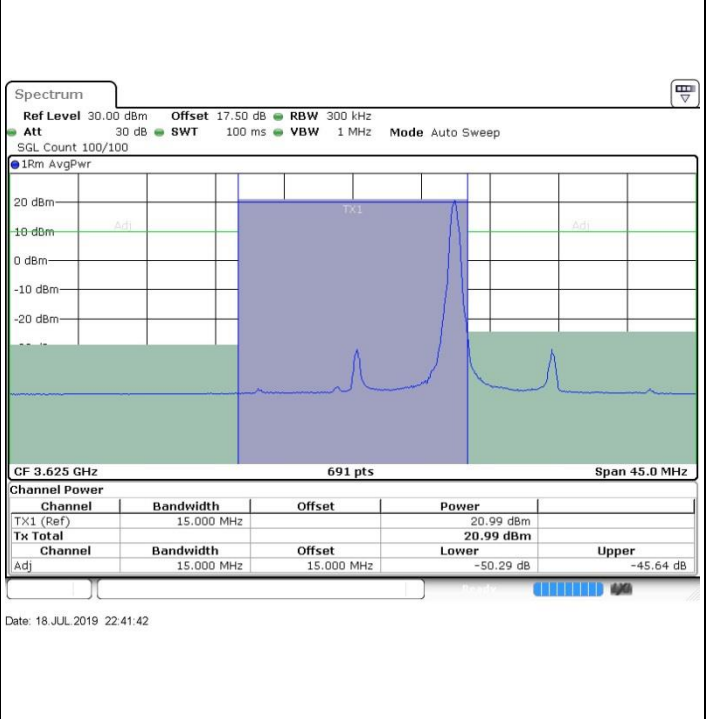 Spectrum
Ref Level 30.00 dBm Offset 17.50 dB RBW 300 kHz
Att 30 dB SWT 100 ms VBW 1 MHz Mode Auto Sweep
SGL Count 100/100
1Rm AvgPwr
20 dBm
TX1
10 dBm
Adj
Adj
0 dBm
-10 dBm
-20 dBm
CF 3.625 GHz 691 pts Span 45.0 MHz
Channel Power
Channel Bandwidth Offset Power
TX1 (Ref) 15.000 MHz 20.99 dBm
Tx Total 20.99 dBm
Channel Bandwidth Offset Lower Upper
Adj 15.000 MHz 15.000 MHz -50.29 dB -45.64 dB
Date: 18.JUL.2019 22:41:42